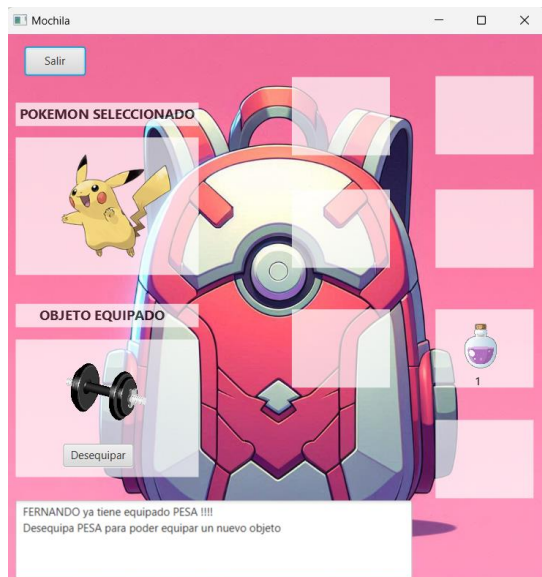 Mochila
Salir
POKEMON SELECCIONADO
OBJETO EQUIPADO
1
Desequipar
FERNANDO ya tiene equipado PESA !!!!
Desequipa PESA para poder equipar un nuevo objeto